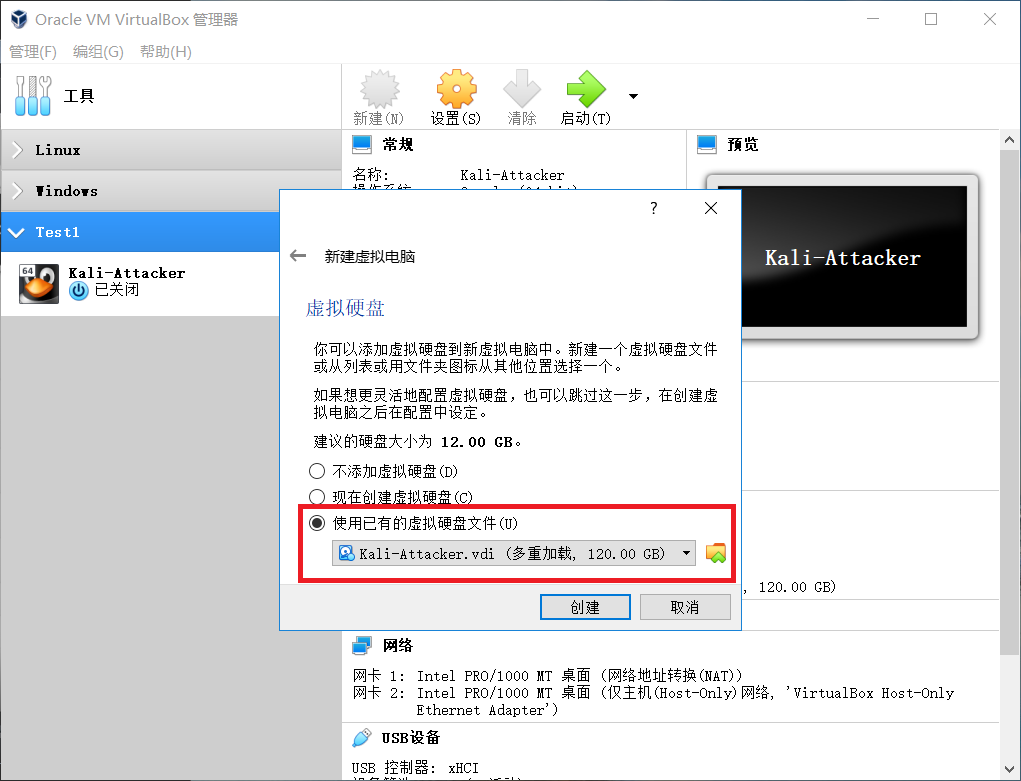 Oracle VM VirtualBox 管理器
管理(F) 编组(G) 帮助(H)
工具
新建(N) 设置(S) 清除 启动(T)
Linux
Windows
Test1
64
Kali-Attacker
已关闭
常规
名称: Kali-Attacker
预览
Kali-Attacker
?
新建虚拟电脑
虚拟硬盘
你可以添加虚拟硬盘到新虚拟电脑中。新建一个虚拟硬盘文件
或从列表或用文件夹图标从其他位置选择一个。
如果想更灵活地配置虚拟硬盘，也可以跳过这一步，在创建虚
拟电脑之后在配置中设定。
建议的硬盘大小为 12.00 GB。
不添加虚拟硬盘(D)
现在创建虚拟硬盘(C)
使用已有的虚拟硬盘文件(U)
Kali-Attacker.vdi (多重加载, 120.00 GB)
, 120.00 GB)
创建 取消
网络
网卡 1: Intel PRO/1000 MT 桌面 (网络地址转换(NAT))
网卡 2: Intel PRO/1000 MT 桌面 (仅主机(Host-Only)网络, 'VirtualBox Host-Only
Ethernet Adapter')
USB设备
USB 控制器: xHCI